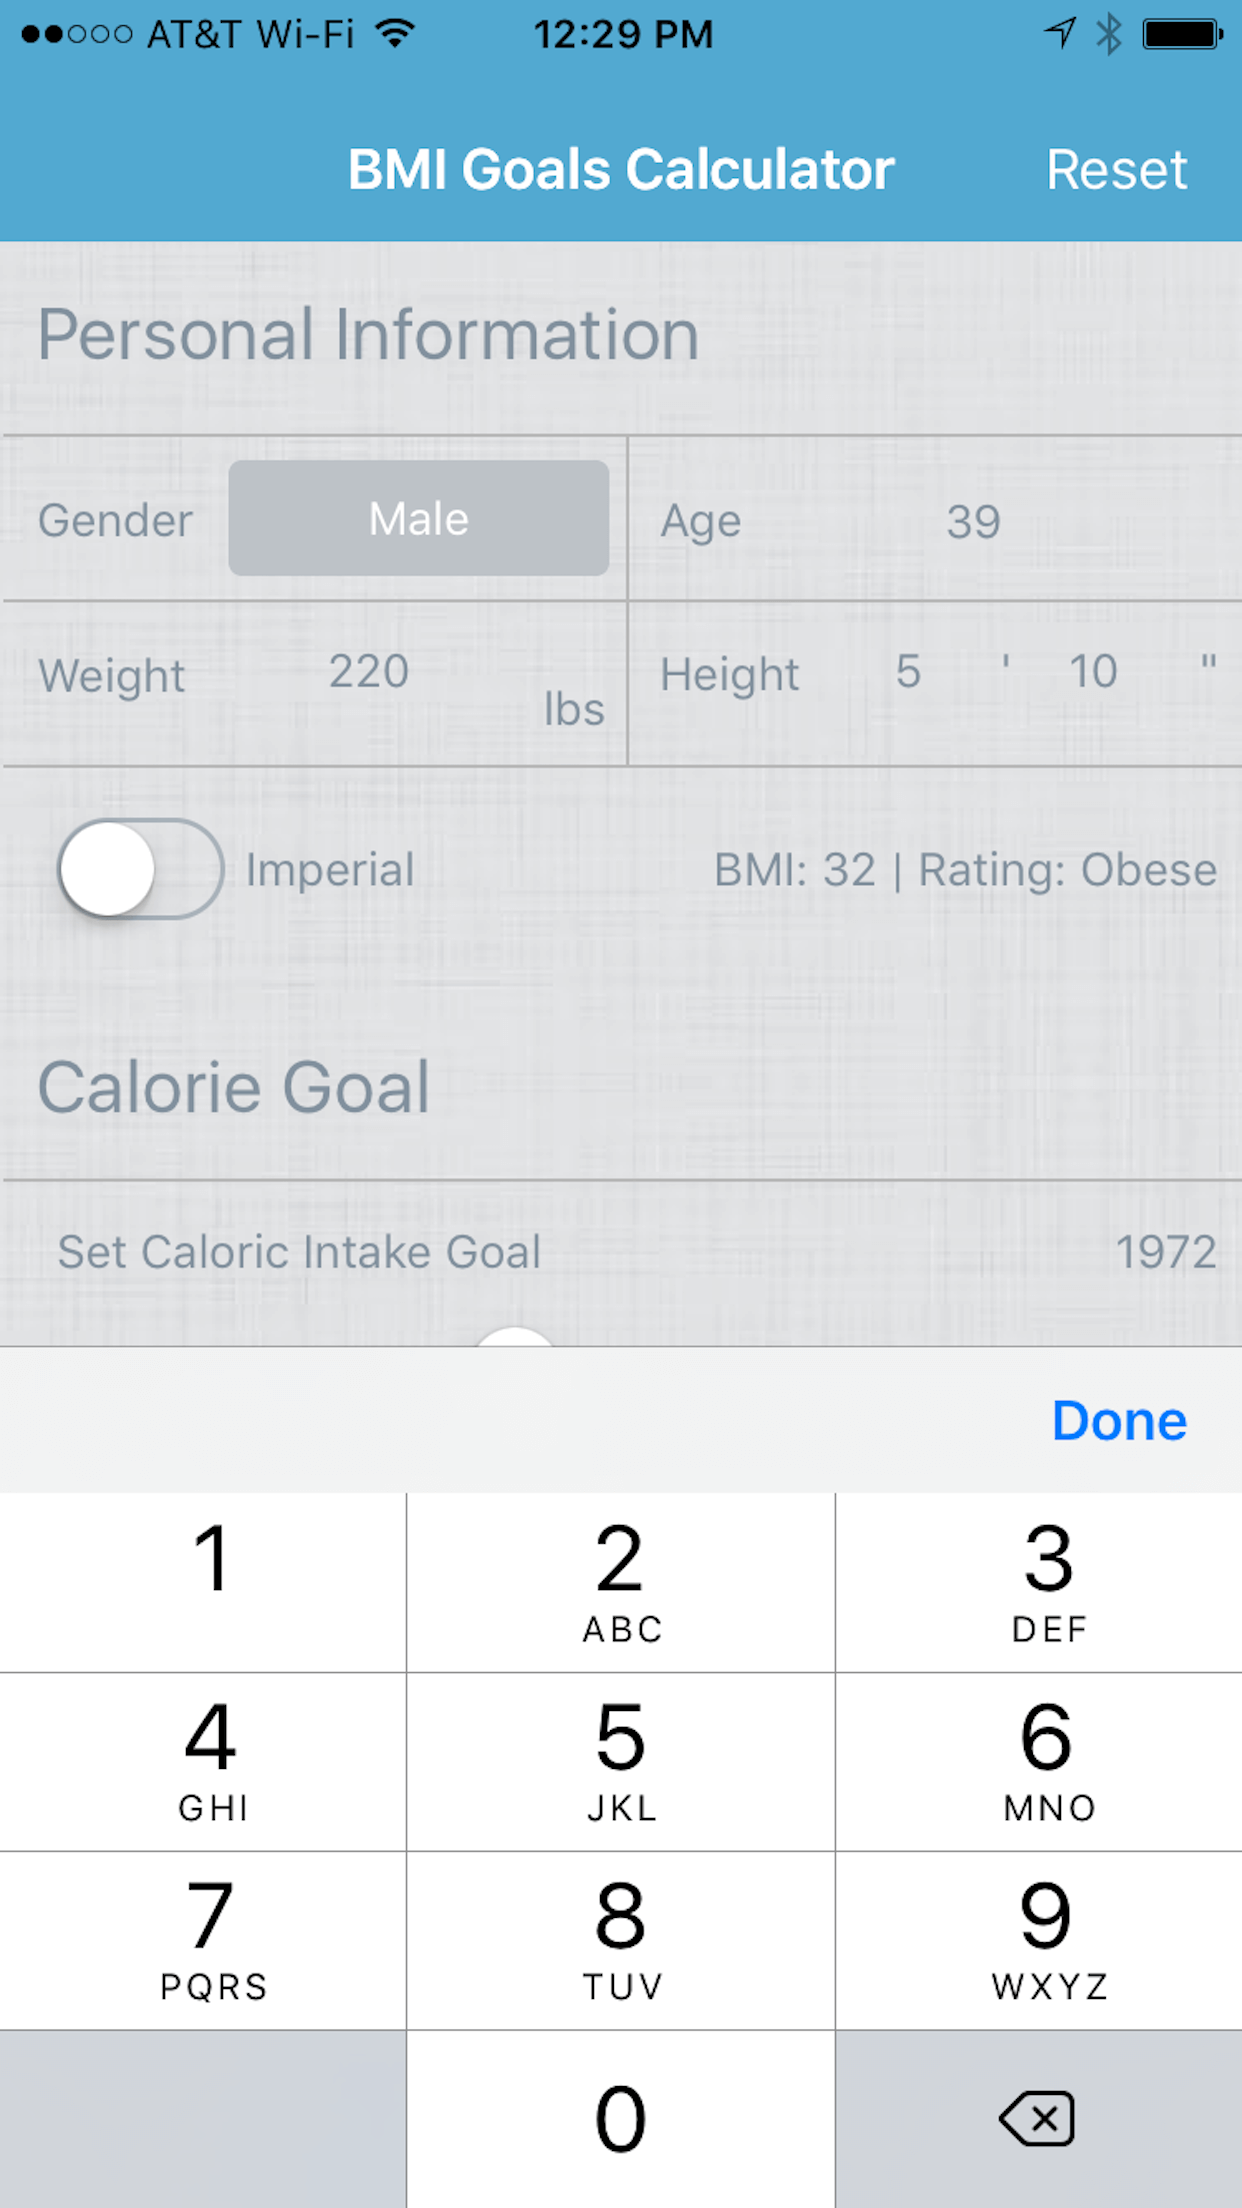 AT&T Wi-Fi 12:29 PM
BMI Goals Calculator Reset
Personal Information
Gender Male Age 39
Weight 220 lbs Height 5 ' 10 "
Imperial BMI: 32 | Rating: Obese
Calorie Goal
Set Caloric Intake Goal 1972
Done
1 2 3
ABC DEF
4 5 6
GHI JKL MNO
7 8 9
PQRS TUV WXYZ
0